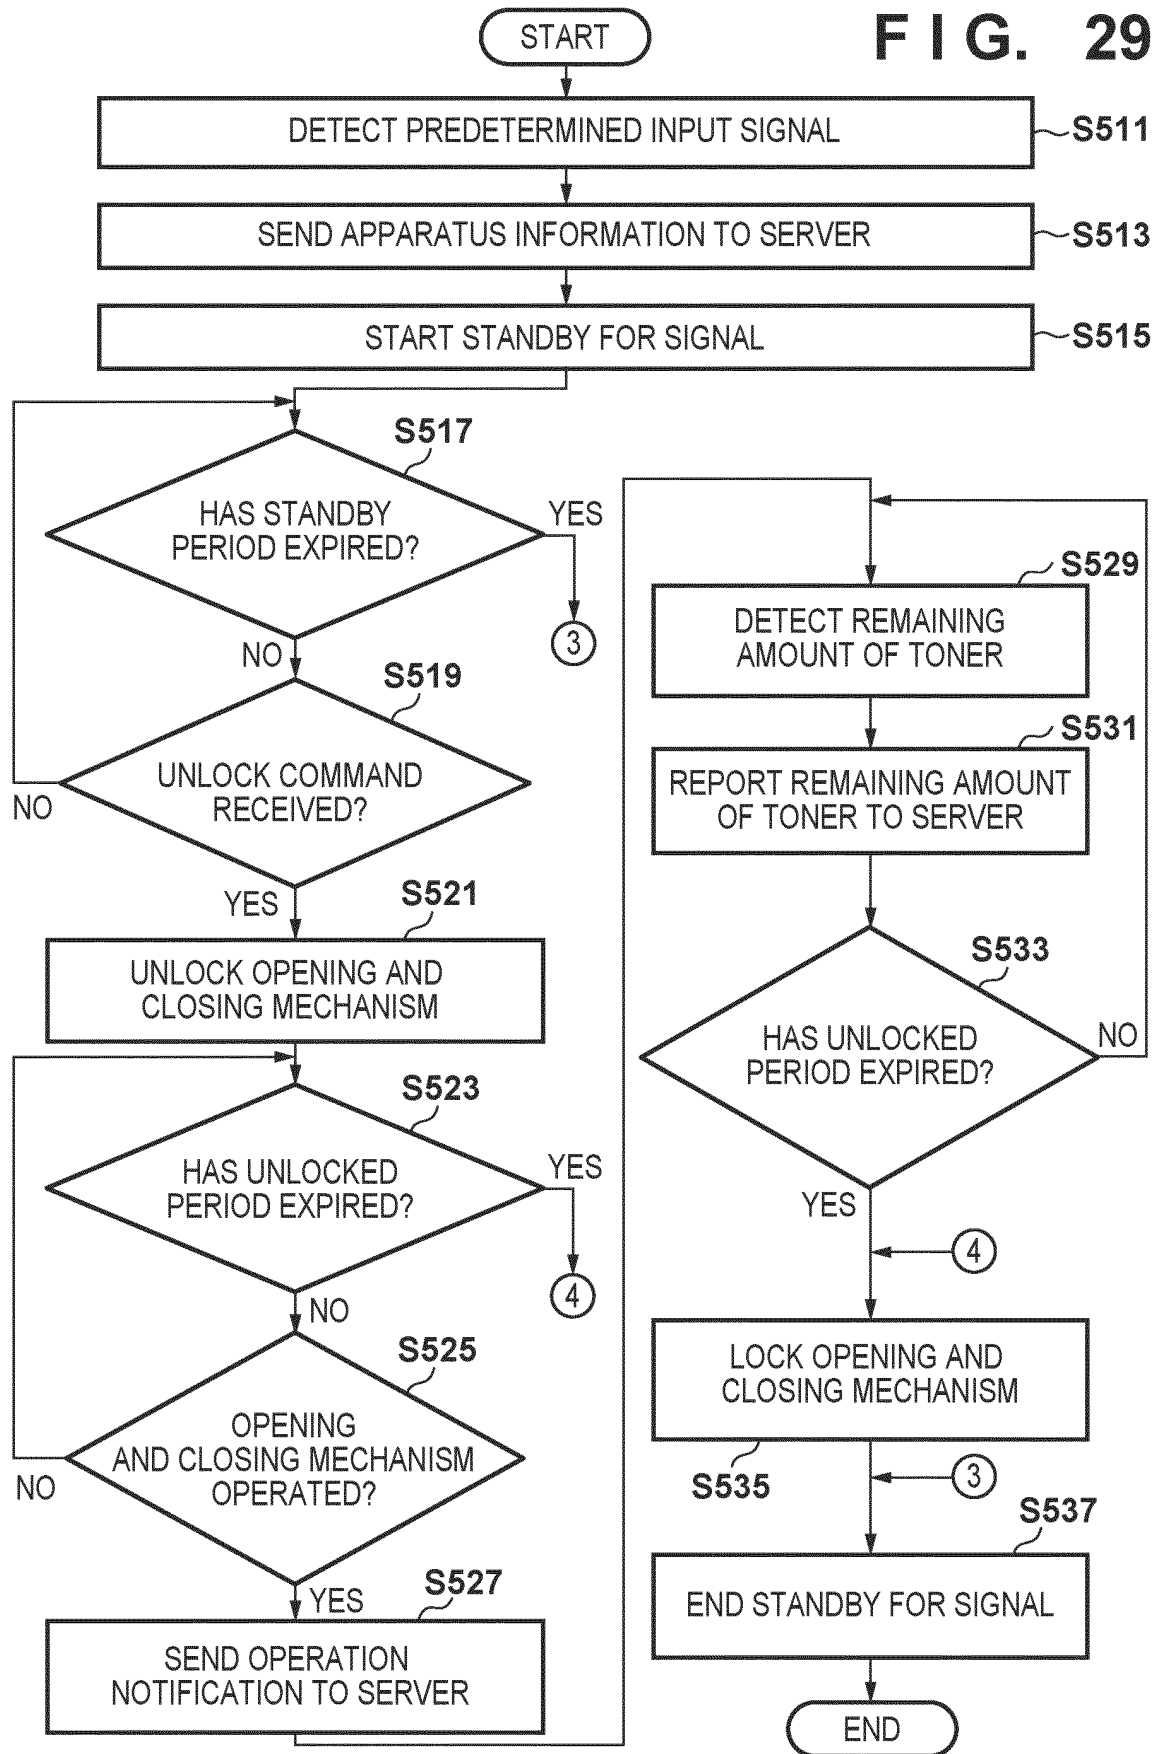 FIG. 29
START
DETECT PREDETERMINED INPUT SIGNAL
S511
SEND APPARATUS INFORMATION TO SERVER
S513
START STANDBY FOR SIGNAL
S515
S517
HAS STANDBY
PERIOD EXPIRED?
YES
3
NO
S519
UNLOCK COMMAND
RECEIVED?
NO
YES
S521
UNLOCK OPENING AND
CLOSING MECHANISM
S523
HAS UNLOCKED
PERIOD EXPIRED?
YES
4
NO
S525
OPENING
AND CLOSING MECHANISM
OPERATED?
NO
YES
S527
SEND OPERATION
NOTIFICATION TO SERVER
S529
DETECT REMAINING
AMOUNT OF TONER
S531
REPORT REMAINING AMOUNT
OF TONER TO SERVER
S533
HAS UNLOCKED
PERIOD EXPIRED?
NO
YES
4
LOCK OPENING AND
CLOSING MECHANISM
S535
3
S537
END STANDBY FOR SIGNAL
END